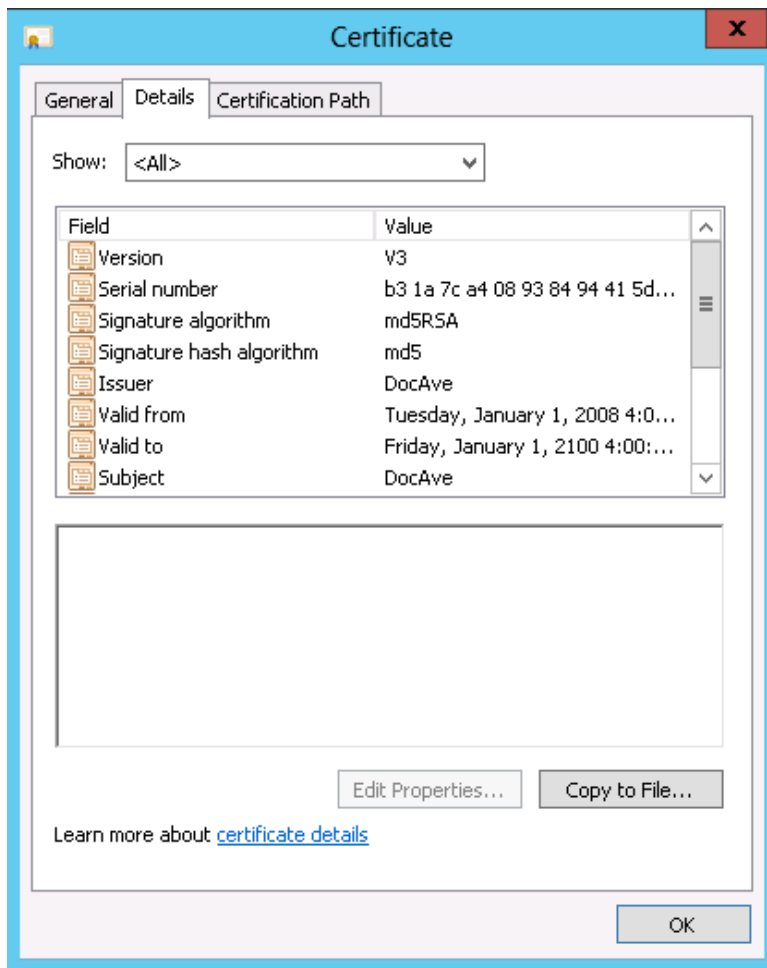 Certificate
x
General Details Certification Path
Show: <All>
Field Value
Version V3
Serial number b3 1a 7c a4 08 93 84 94 41 5d...
Signature algorithm md5RSA
Signature hash algorithm md5
Issuer DocAve
Valid from Tuesday, January 1, 2008 4:0...
Valid to Friday, January 1, 2100 4:00:...
Subject DocAve
Edit Properties... Copy to File...
Learn more about certificate details
OK